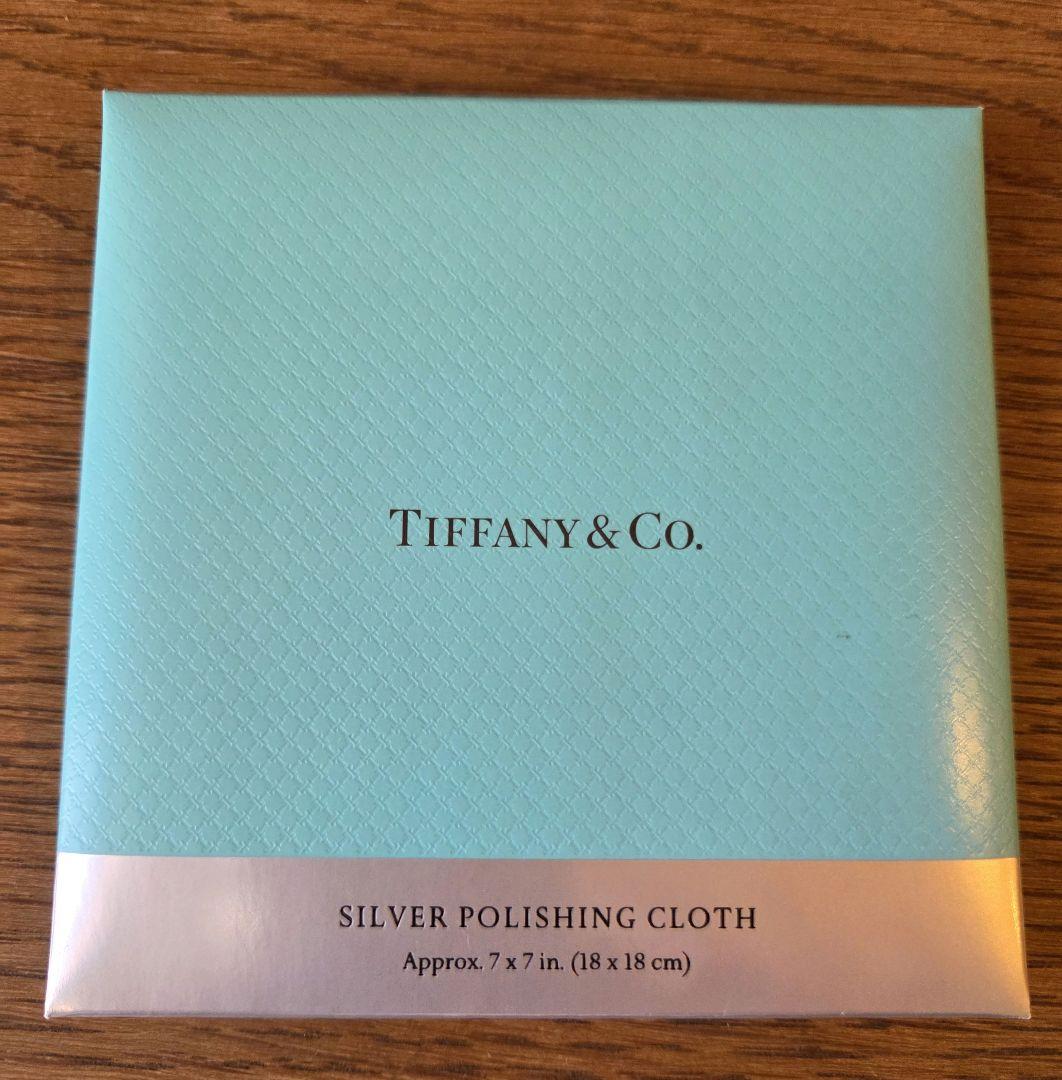 TIFFANY & CO.
SILVER POLISHING CLOTH
Approx. 7 x 7 in. (18 x 18 cm)